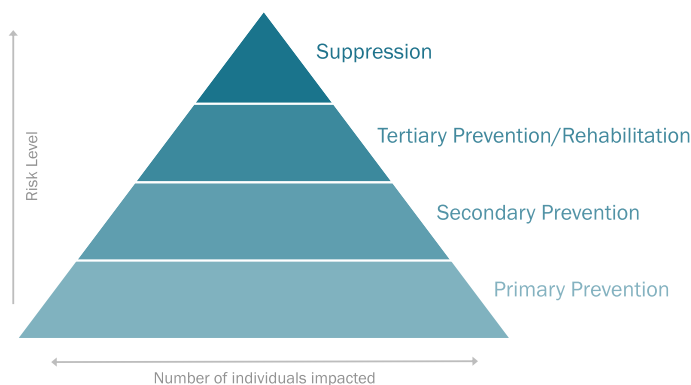 Suppression
Tertiary Prevention/Rehabilitation
Risk Level
Secondary Prevention
Primary Prevention
Number of individuals impacted